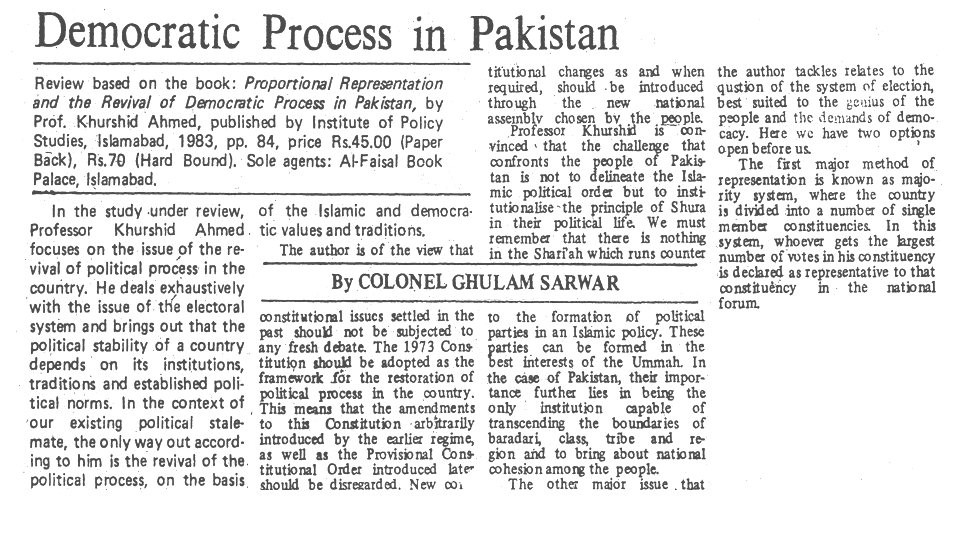 Democratic Process in Pakistan
Review based on the book: Proportional Representation
and the Revival of Democratic Process in Pakistan, by
Prof. Khurshid Ahmed, published by Institute of Policy
Studies, Islamabad, 1983, pp. 84, price Rs.45.00 (Paper
Back), Rs.70 (Hard Bound). Sole agents: Al-Faisal Book
Palace, Islamabad.
By COLONEL GHULAM SARWAR
In the study under review,
Professor Khurshid Ahmed
focuses on the issue of the re-
vival of political process in the
country. He deals exhaustively
with the issue of the electoral
system and brings out that the
political stability of a country
depends on its institutions,
traditions and established poli-
tical norms. In the context of
our existing political stale-
mate, the only way out accord-
ing to him is the revival of the
political process, on the basis
of the Islamic and democra-
tic values and traditions.
The author is of the view that
constitutional issues settled in the
past should not be subjected to
any fresh debate. The 1973 Cons-
titution should be adopted as the
framework for the restoration of
political process in the country.
This means that the amendments
to this Constitution arbitrarily
introduced by the earlier regime,
as well as the Provisional Cons-
titutional Order introduced later
should be disregarded. New
titutional changes as and when
required, should be introduced
through the new national
assembly chosen by the people.
Professor Khurshid is con-
vinced that the challenge that
confronts the people of Pakis-
tan is not to delineate the Isla-
mic political order but to insti-
tutionalise the principle of Shura
in their political life. We must
remember that there is nothing
in the Shari'ah which runs counter
to the formation of political
parties in an Islamic policy. These
parties can be formed in the
best interests of the Ummah. In
the case of Pakistan, their impor-
tance further lies in being the
only institution capable of
transcending the boundaries of
baradari, class, tribe and re-
gion and to bring about national
cohesion among the people.
The other major issue that
the author tackles relates to the
qustion of the system of election,
best suited to the genius of the
people and the demands of demo-
cacy. Here we have two options
open before us.
The first major method of
representation is known as majo-
rity system, where the country
is divided into a number of single
member constituencies. In this
system, whoever gets the largest
number of votes in his constituency
is declared as representative to that
constituency in the national
forum.